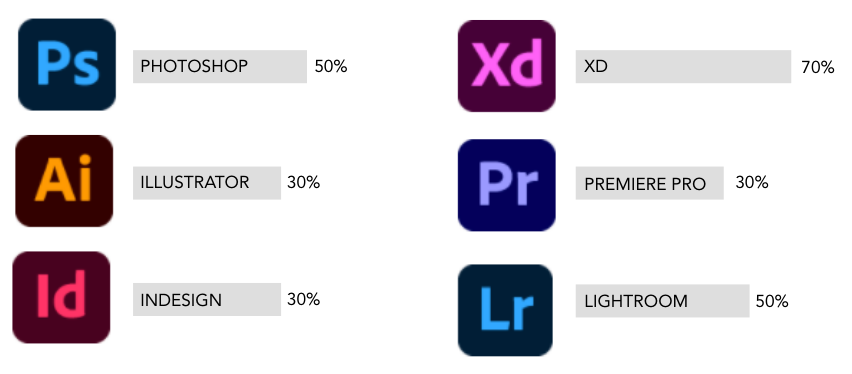 Ps
PHOTOSHOP 50%
Ai
ILLUSTRATOR 30%
Id
INDESIGN 30%
Xd
XD 70%
Pr
PREMIERE PRO 30%
Lr
LIGHTROOM 50%